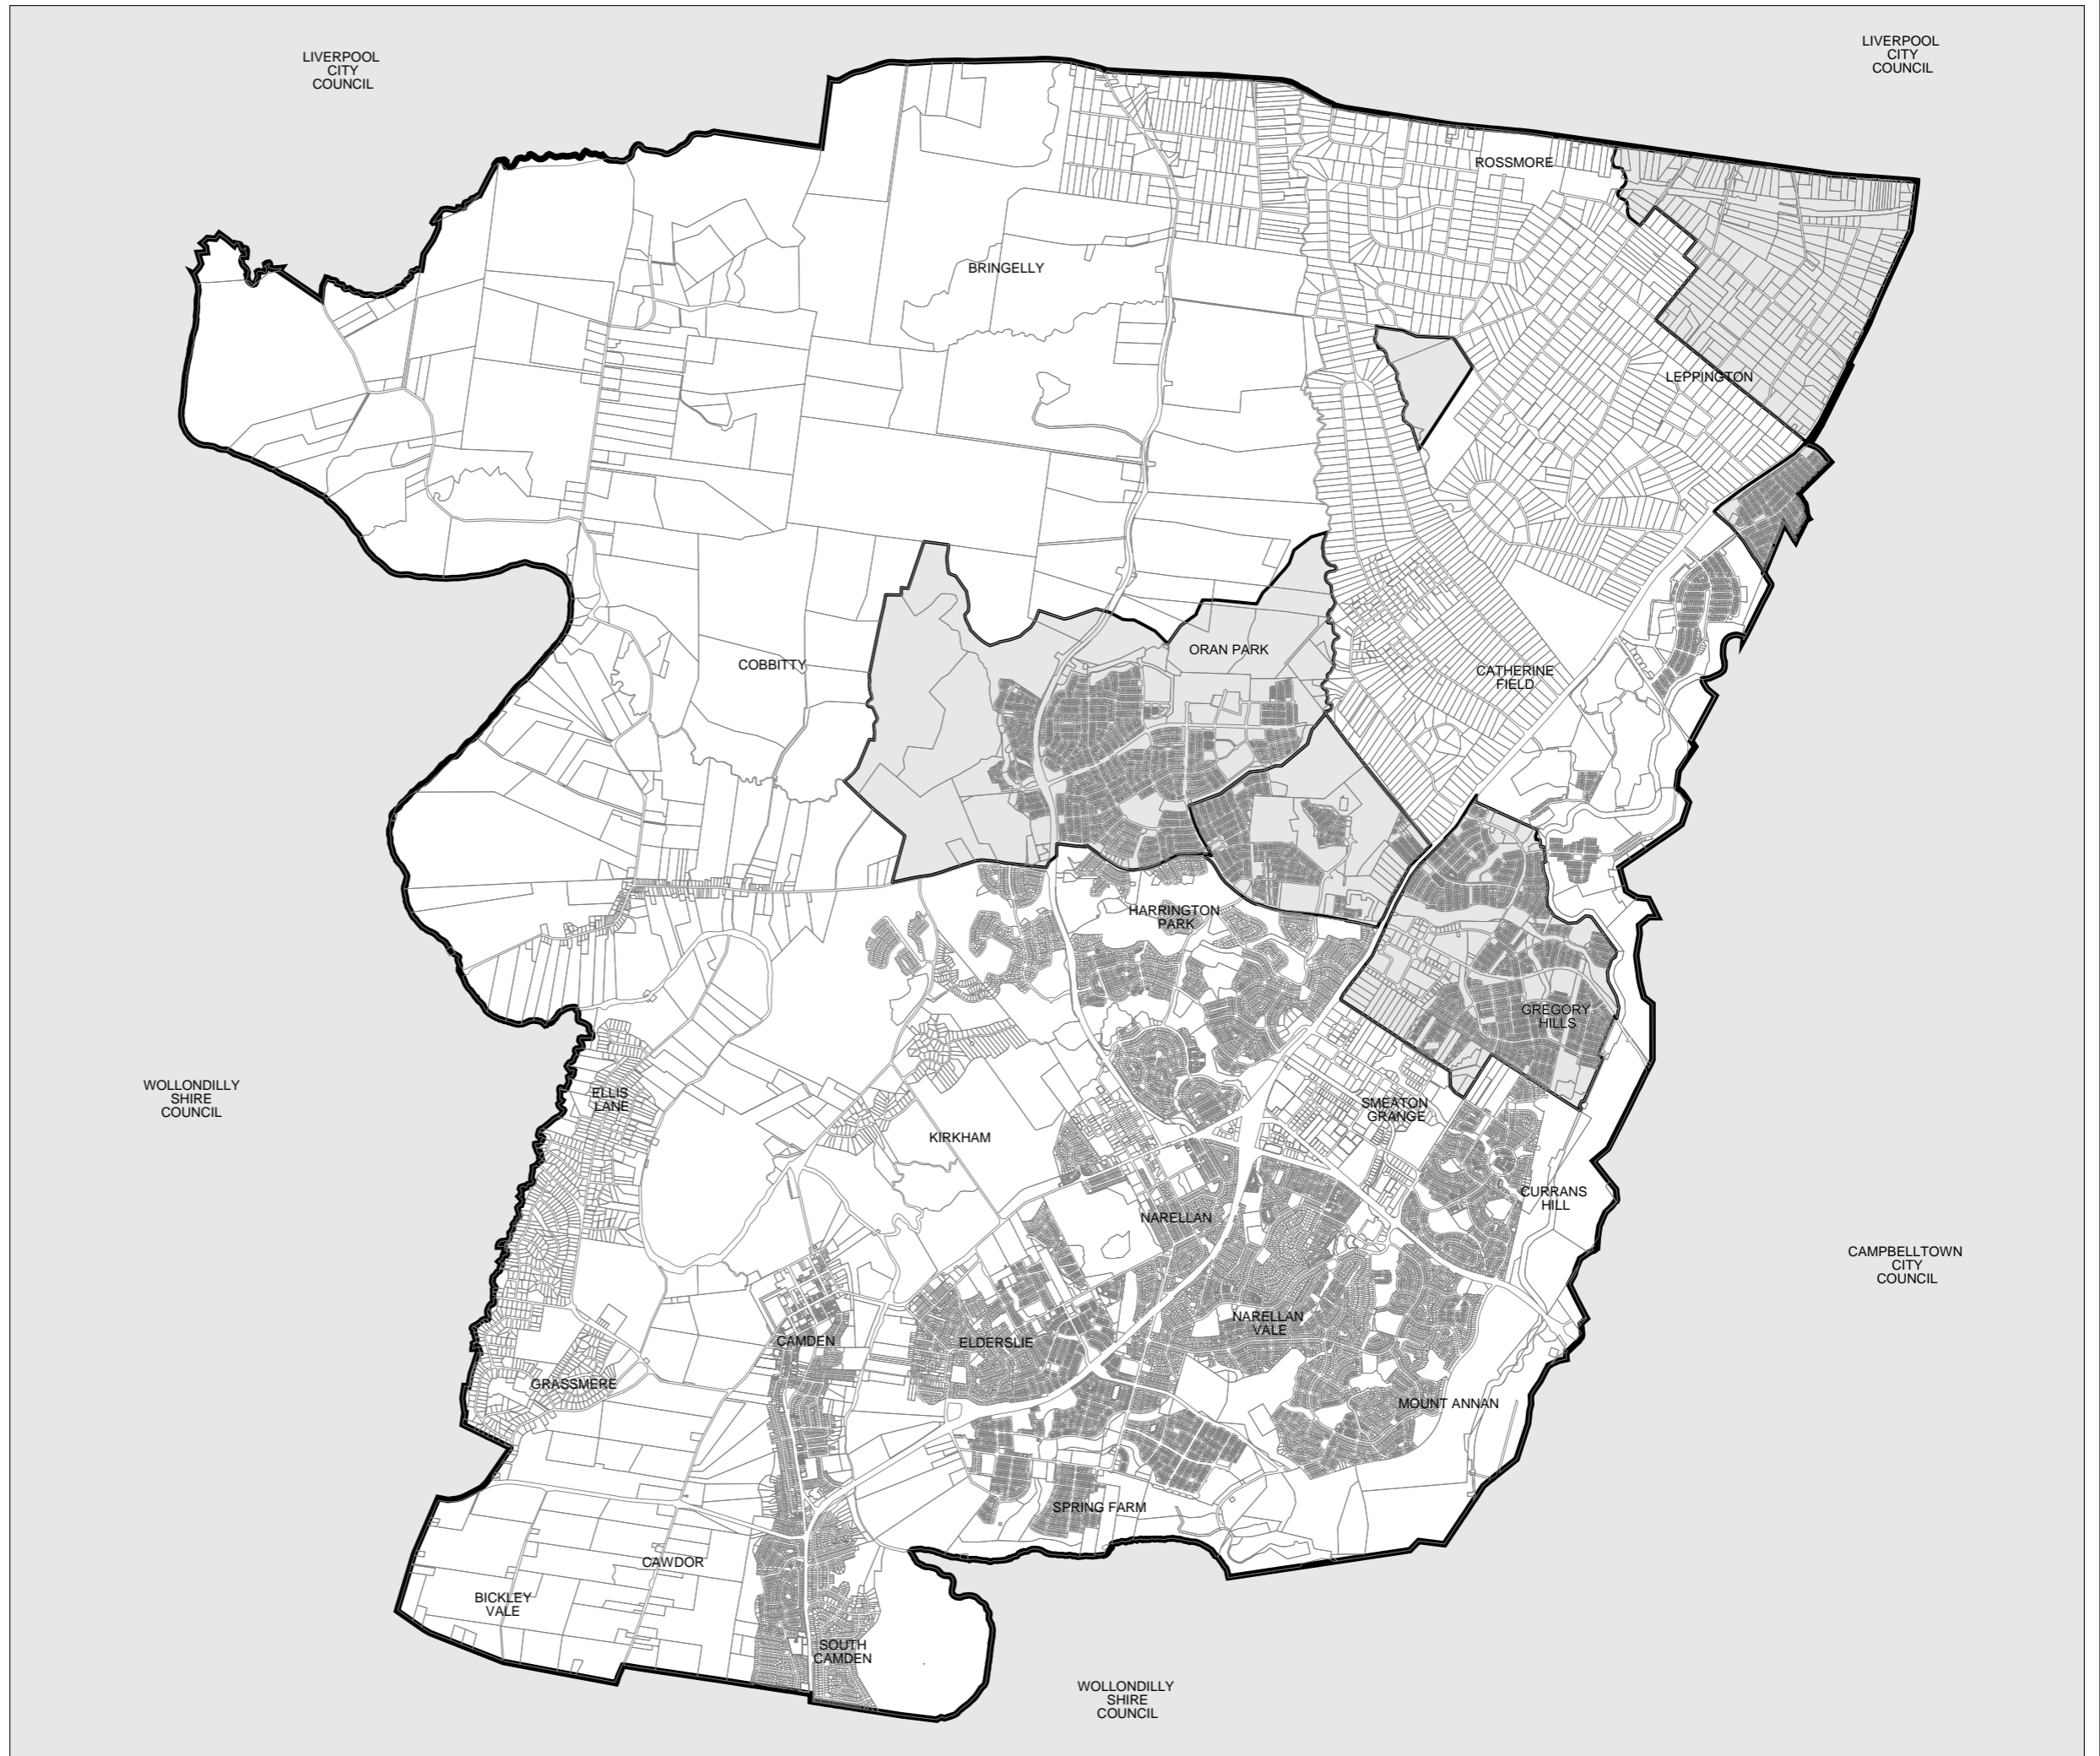 LIVERPOOL
CITY
COUNCIL
LIVERPOOL
CITY
COUNCIL
ROSSMORE
BRINGELLY
LEPPINGTON
ORAN PARK
COBBITTY
CATHERINE
FIELD
HARRINGTON
PARK
GREGORY
HILLS
WOLLONDILLY
SHIRE
COUNCIL
ELLIS
LANE
SMEATON
GRANGE
KIRKHAM
CURRANS
HILL
NARELLAN
CAMPBELLTOWN
CITY
COUNCIL
NARELLAN
VALE
CAMDEN
ELDERSLIE
GRASSMERE
MOUNT ANNAN
SPRING FARM
CAWDOR
BICKLEY
VALE
SOUTH
CAMDEN
WOLLONDILLY
SHIRE
COUNCIL